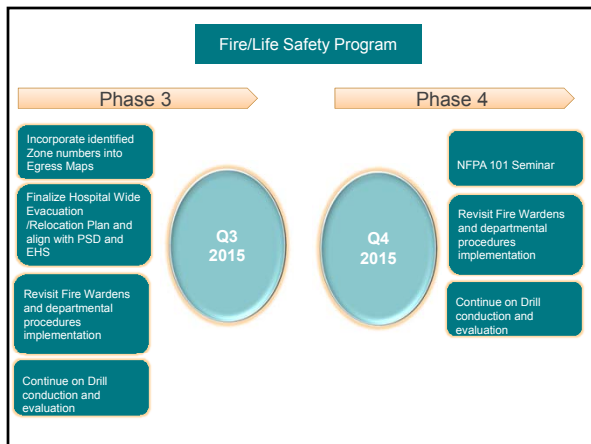 Fire/Life Safety Program
Phase 3
Phase 4
Incorporate identified
Zone numbers into
Egress Maps
Finalize Hospital Wide
Evacuation
/Relocation Plan and
align with PSD and
EHS
Revisit Fire Wardens
and departmental
procedures
implementation
Continue on Drill
conduction and
evaluation
Q3
2015
Q4
2015
NFPA 101 Seminar
Revisit Fire Wardens
and departmental
procedures
implementation
Continue on Drill
conduction and
evaluation